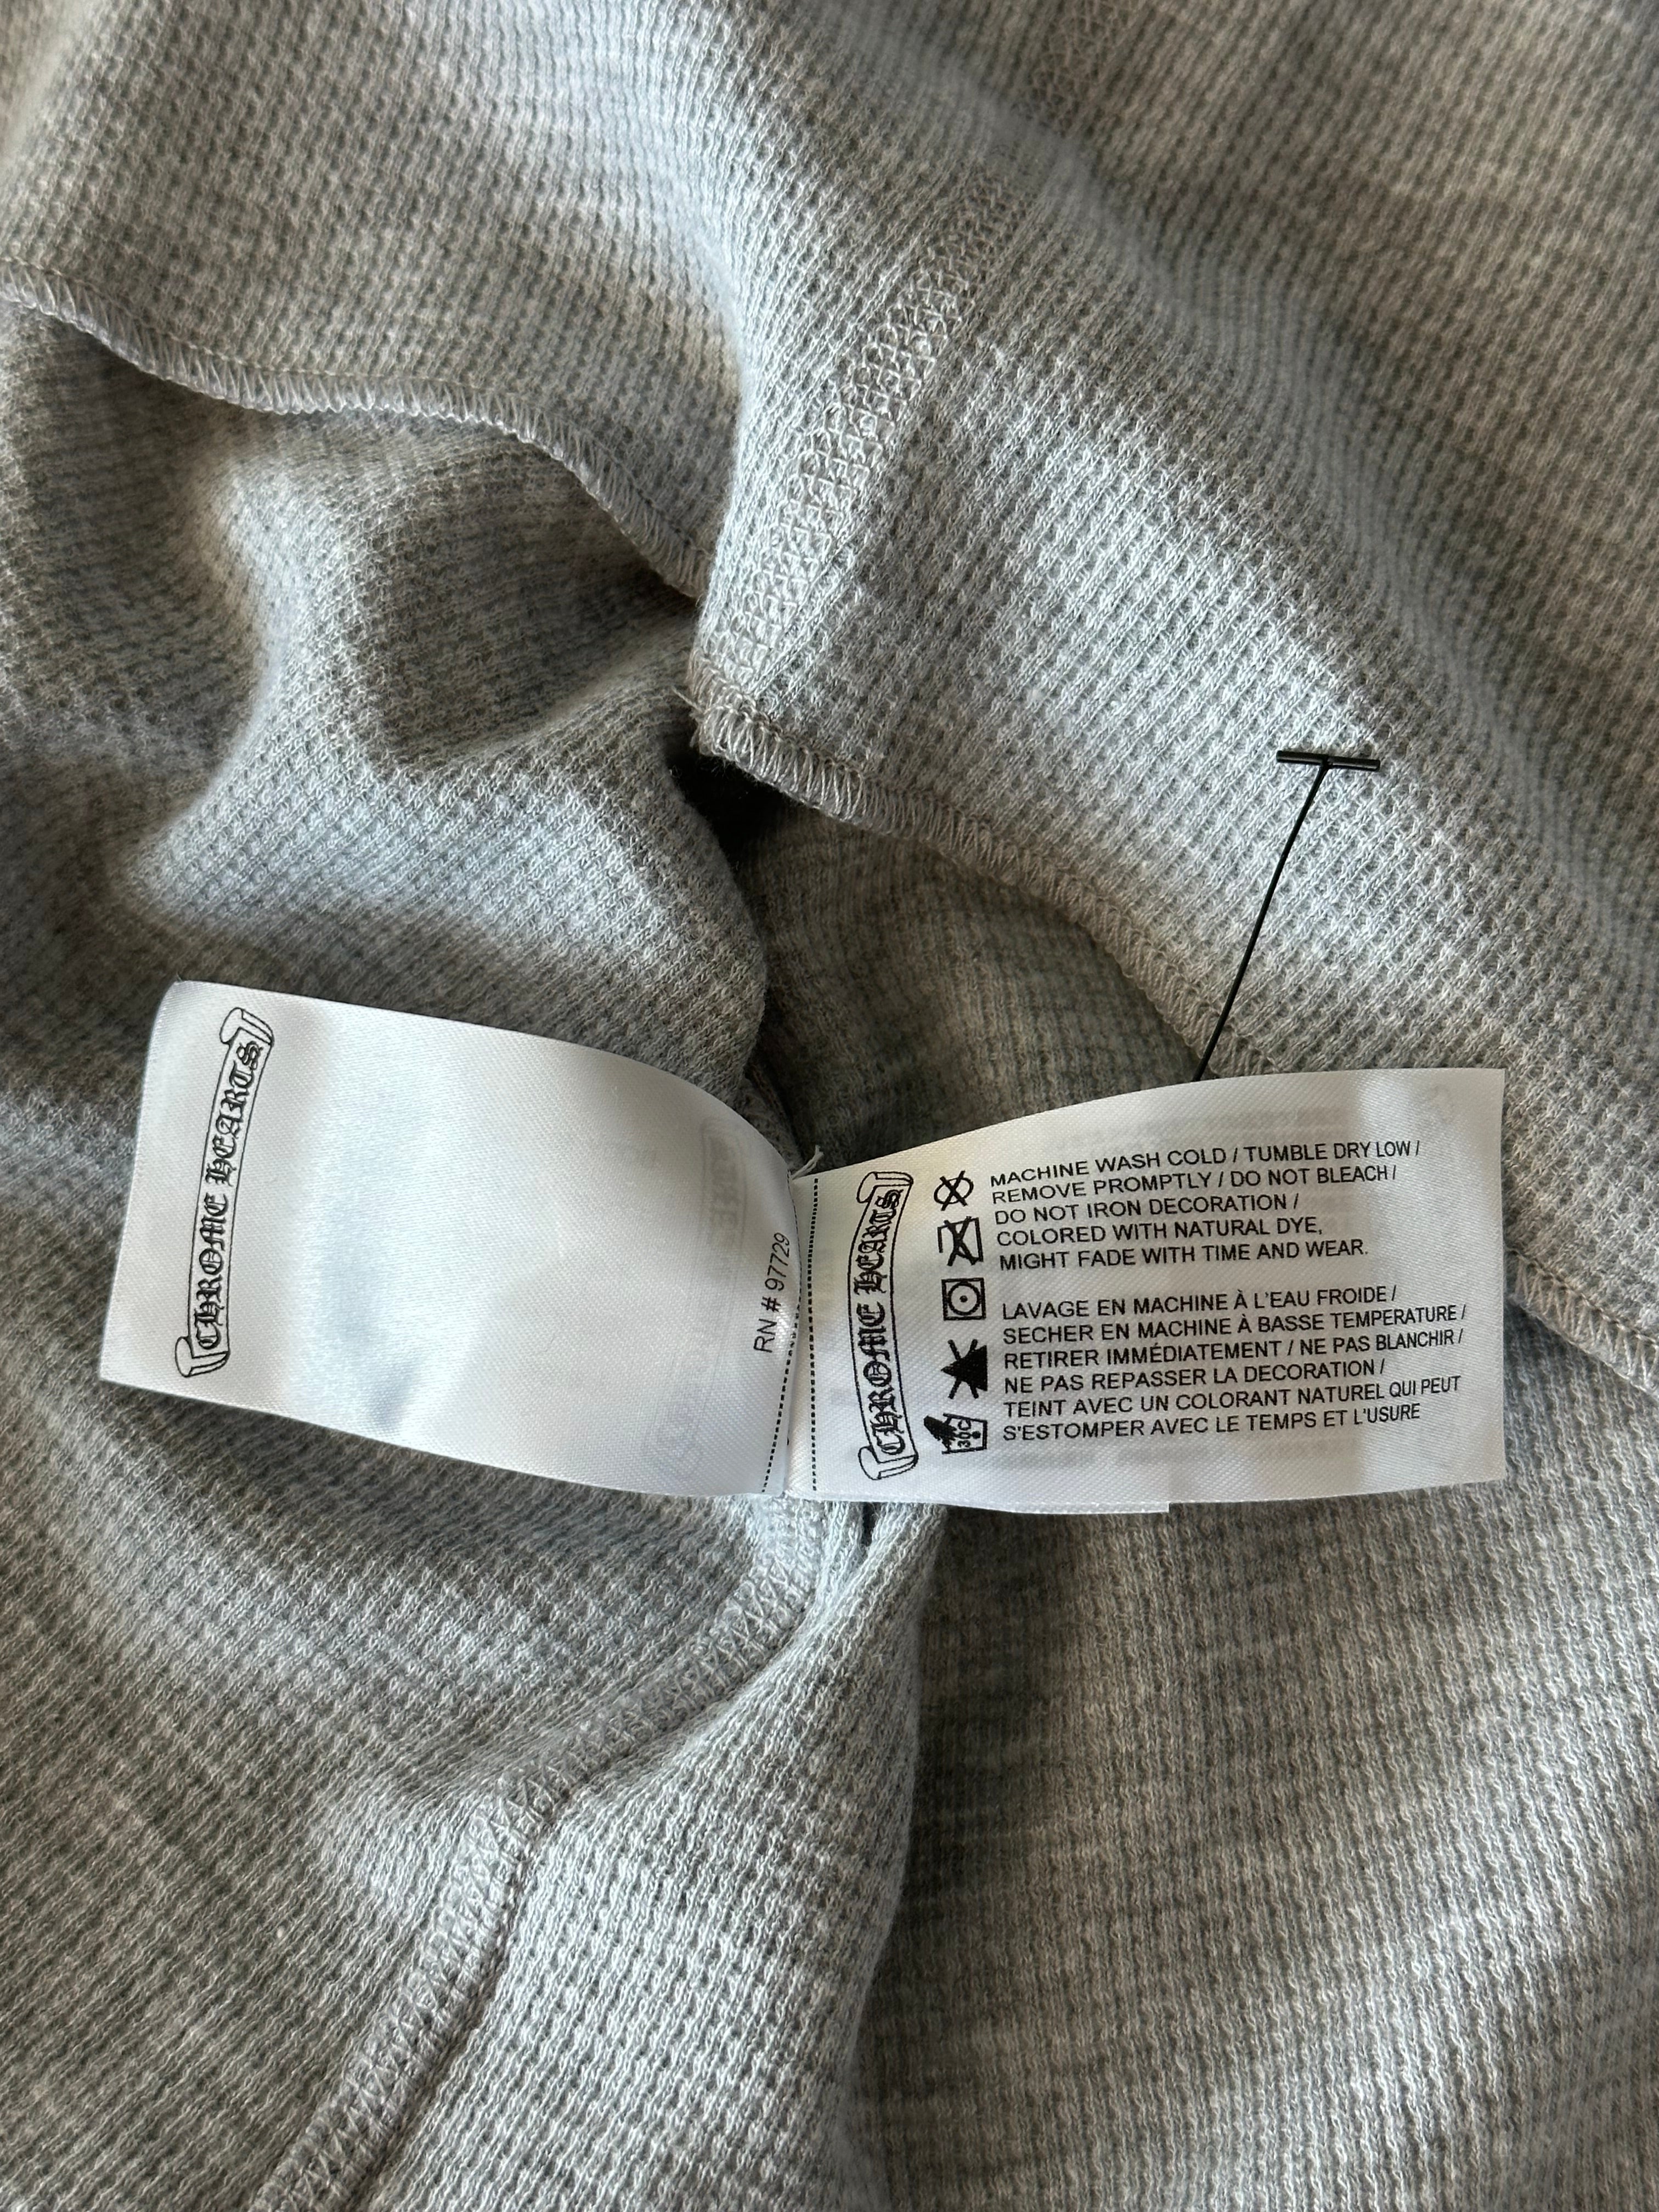 CHROME HEARTS
RN # 97729
CHROME HEARTS
MACHINE WASH COLD / TUMBLE DRY LOW /
REMOVE PROMPTLY / DO NOT BLEACH /
DO NOT IRON DECORATION /
COLORED WITH NATURAL DYE,
MIGHT FADE WITH TIME AND WEAR.
LAVAGE EN MACHINE À L'EAU FROIDE /
SECHER EN MACHINE À BASSE TEMPERATURE /
RETIRER IMMÉDIATEMENT / NE PAS BLANCHIR /
NE PAS REPASSER LA DECORATION /
TEINT AVEC UN COLORANT NATUREL QUI PEUT
S'ESTOMPER AVEC LE TEMPS ET L'USURE
30C